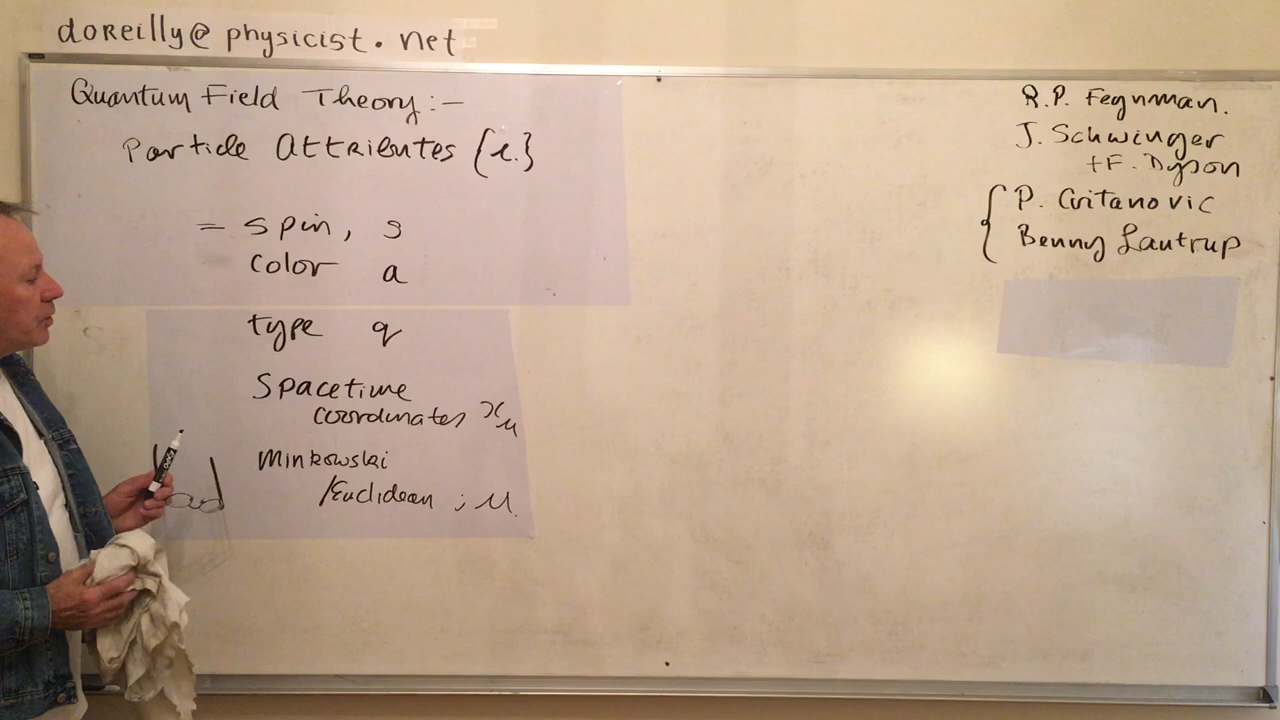 doreilly@physicist.net
Quantum Field Theory:-
Particle Attributes {i.}
= spin, s
color a
type q
Spacetime
coordinates xμ
Minkowski
/Euclidean ; μ.
R.P. Feynman.
J. Schwinger
+F. Dyson
{ P. Cvitanovic
Benny Lautrup